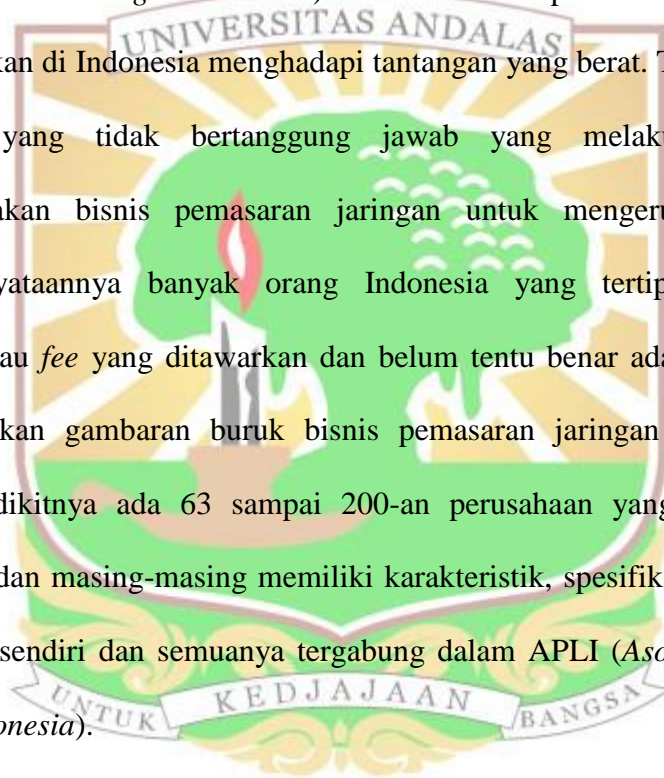 UNIVERSITAS ANDALAS
kan di Indonesia menghadapi tantangan yang berat. T
yang tidak bertanggung jawab yang melaku
akan bisnis pemasaran jaringan untuk mengeru
yataannya banyak orang Indonesia yang tertip
au fee yang ditawarkan dan belum tentu benar ada
kan gambaran buruk bisnis pemasaran jaringan
dikitnya ada 63 sampai 200-an perusahaan yang
dan masing-masing memiliki karakteristik, spesifik
sendiri dan semuanya tergabung dalam APLI (Aso
onesia).
UNTUK KEDJAJAAN BANGSA